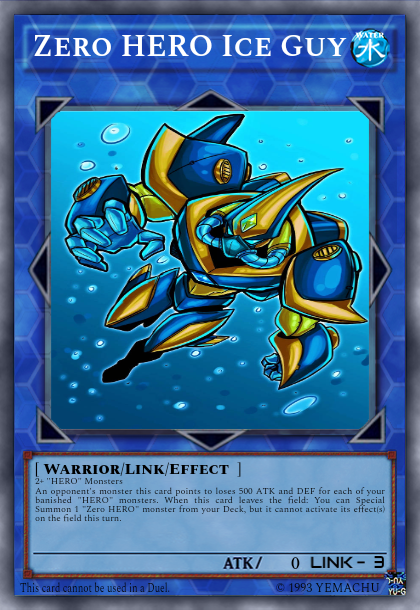 ZERO HERO ICE GUY
WATER
水
[ WARRIOR/LINK/EFFECT ]
2+ "HERO" Monsters
An opponent's monster this card points to loses 500 ATK and DEF for each of your
banished "HERO" monsters. When this card leaves the field: You can Special
Summon 1 "Zero HERO" monster from your Deck, but it cannot activate its effect(s)
on the field this turn.
ATK/ 0 LINK - 3
This card cannot be used in a Duel.
© 1993 YEMACHU